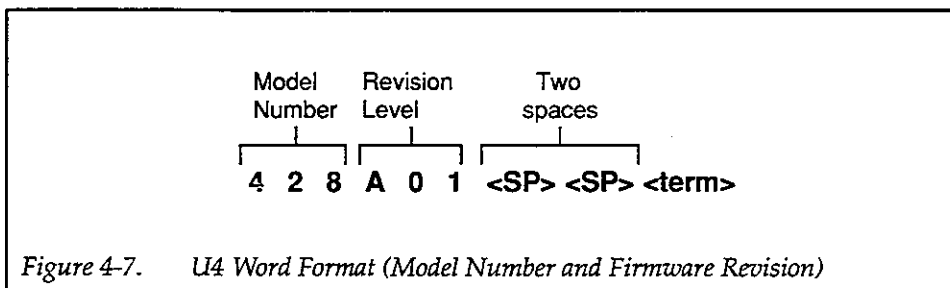 Model Revision Two
Number Level spaces
4 2 8 A 0 1 <SP> <SP> <term>
Figure 4-7. U4 Word Format (Model Number and Firmware Revision)